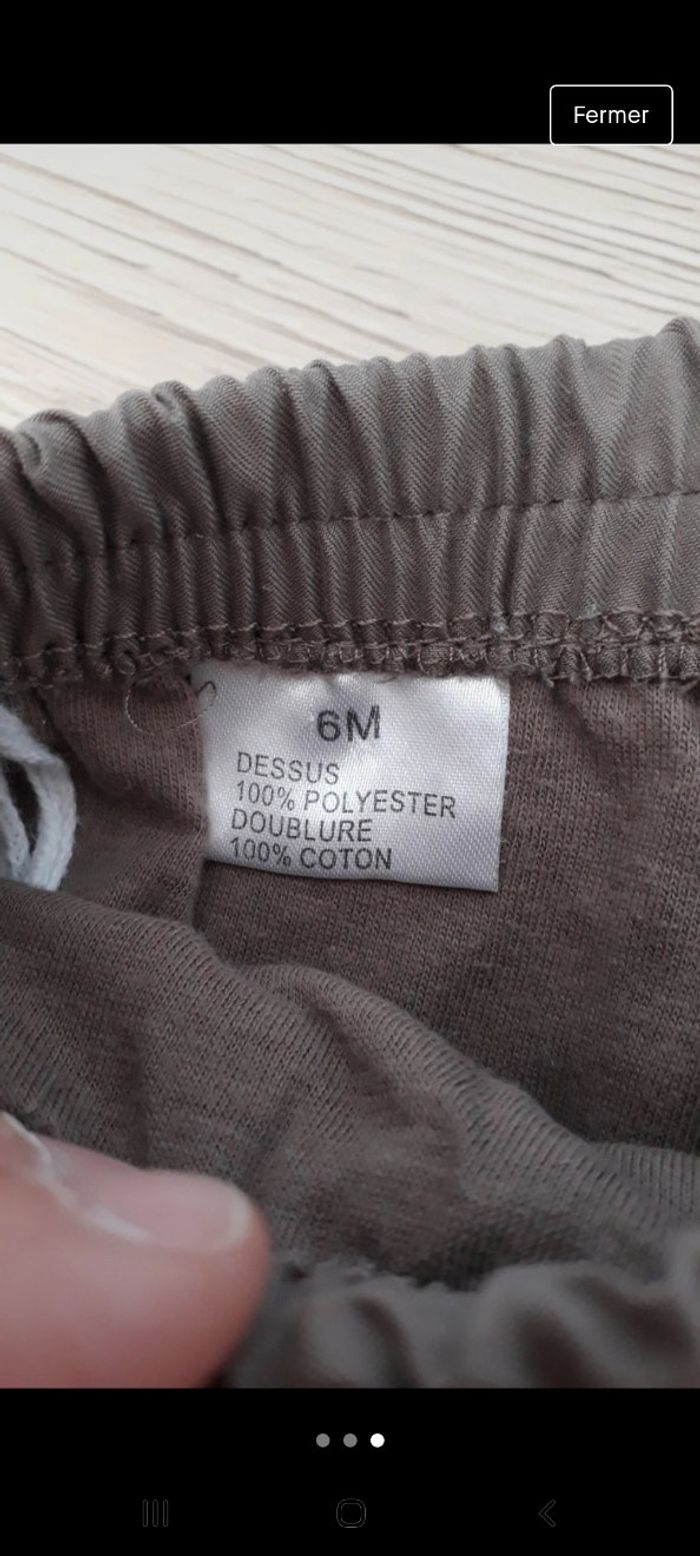 Fermer
6M
DESSUS
100% POLYESTER
DOUBLURE
100% COTON